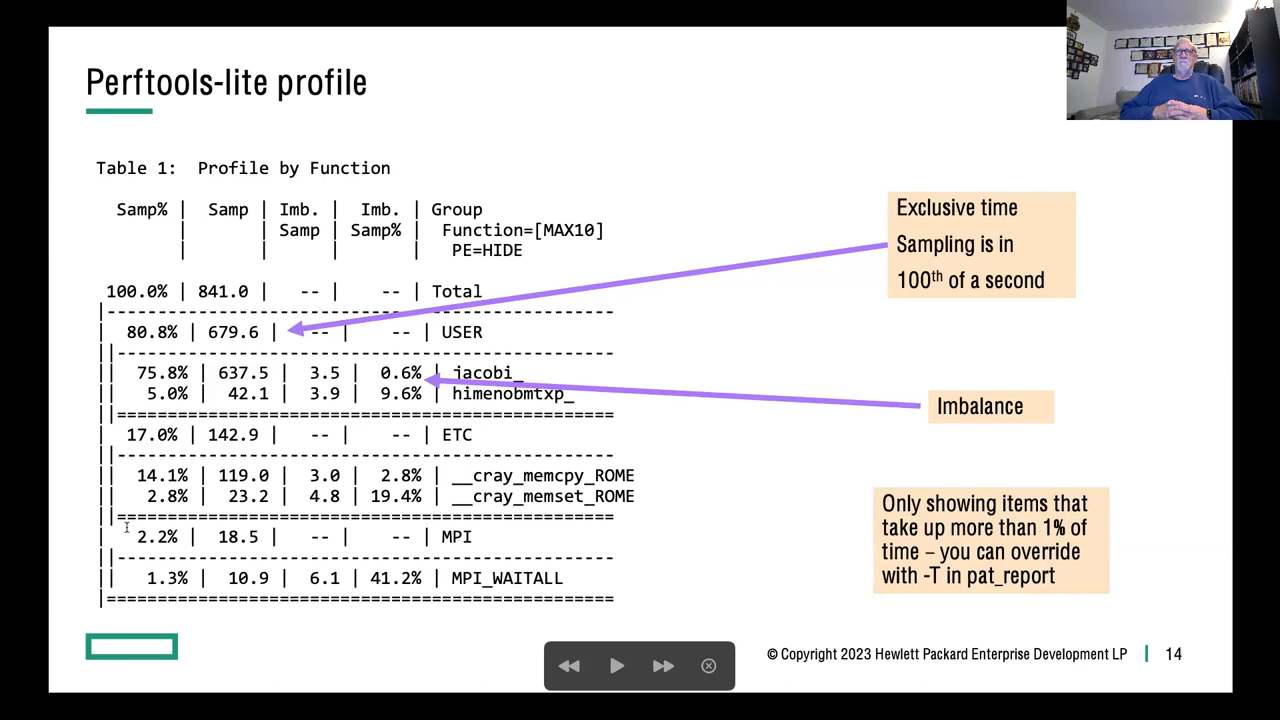 Perftools-lite profile
Table 1:  Profile by Function
Samp% | Samp | Imb. | Imb. | Group
| | Samp | Samp% | Function=[MAX10]
| | | | PE=HIDE
100.0% | 841.0 | -- | -- | Total
|-------------------------------------------------
| 80.8% | 679.6 | -- | -- | USER
||------------------------------------------------
|| 75.8% | 637.5 | 3.5 | 0.6% | jacobi_
|| 5.0% | 42.1 | 3.9 | 9.6% | himenobmtxp_
||================================================
| 17.0% | 142.9 | -- | -- | ETC
||------------------------------------------------
|| 14.1% | 119.0 | 3.0 | 2.8% | __cray_memcpy_ROME
|| 2.8% | 23.2 | 4.8 | 19.4% | __cray_memset_ROME
||================================================
| 2.2% | 18.5 | -- | -- | MPI
||------------------------------------------------
|| 1.3% | 10.9 | 6.1 | 41.2% | MPI_WAITALL
|=================================================
Exclusive time
Sampling is in
100th of a second
Imbalance
Only showing items that
take up more than 1% of
time – you can override
with -T in pat_report
© Copyright 2023 Hewlett Packard Enterprise Development LP | 14